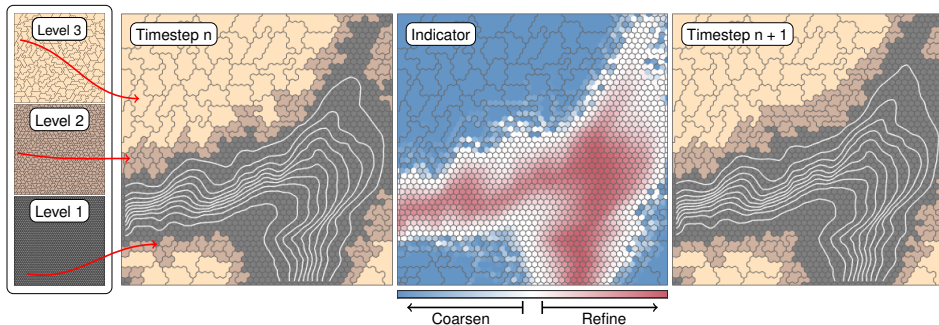 Level 3
Level 2
Level 1
Timestep n
Indicator
Timestep n + 1
Coarsen
Refine